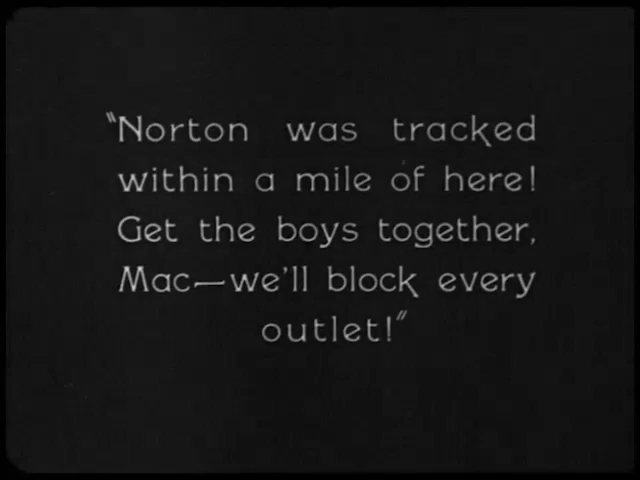 "Norton was tracked
within a mile of here!
Get the boys together,
Mac—we'll block every
outlet!"